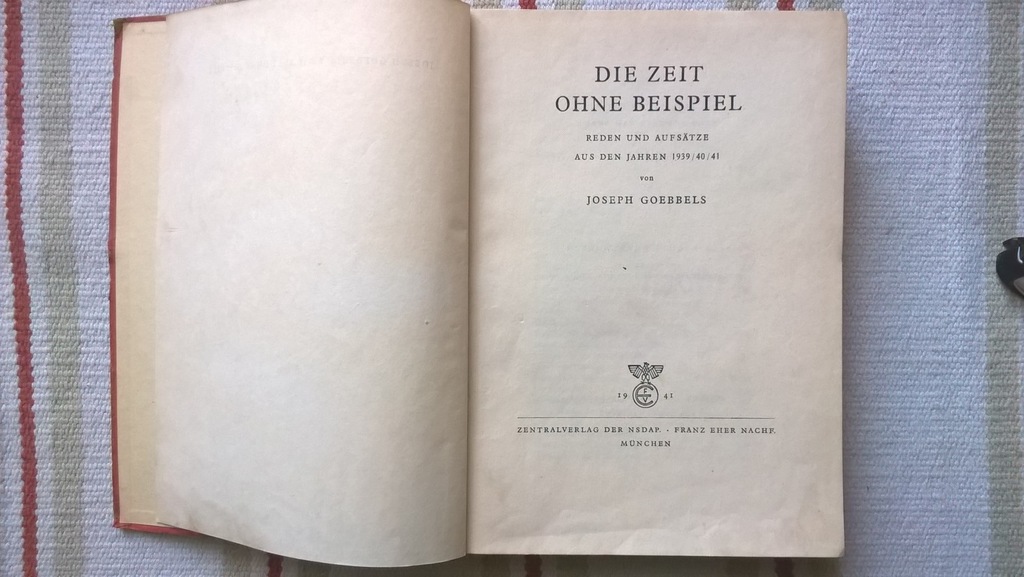 DIE ZEIT
OHNE BEISPIEL
REDEN UND AUFSÄTZE
AUS DEN JAHREN 1939/40/41
von
JOSEPH GOEBBELS
19 41
ZENTRALVERLAG DER NSDAP. · FRANZ EHER NACHF.
MÜNCHEN